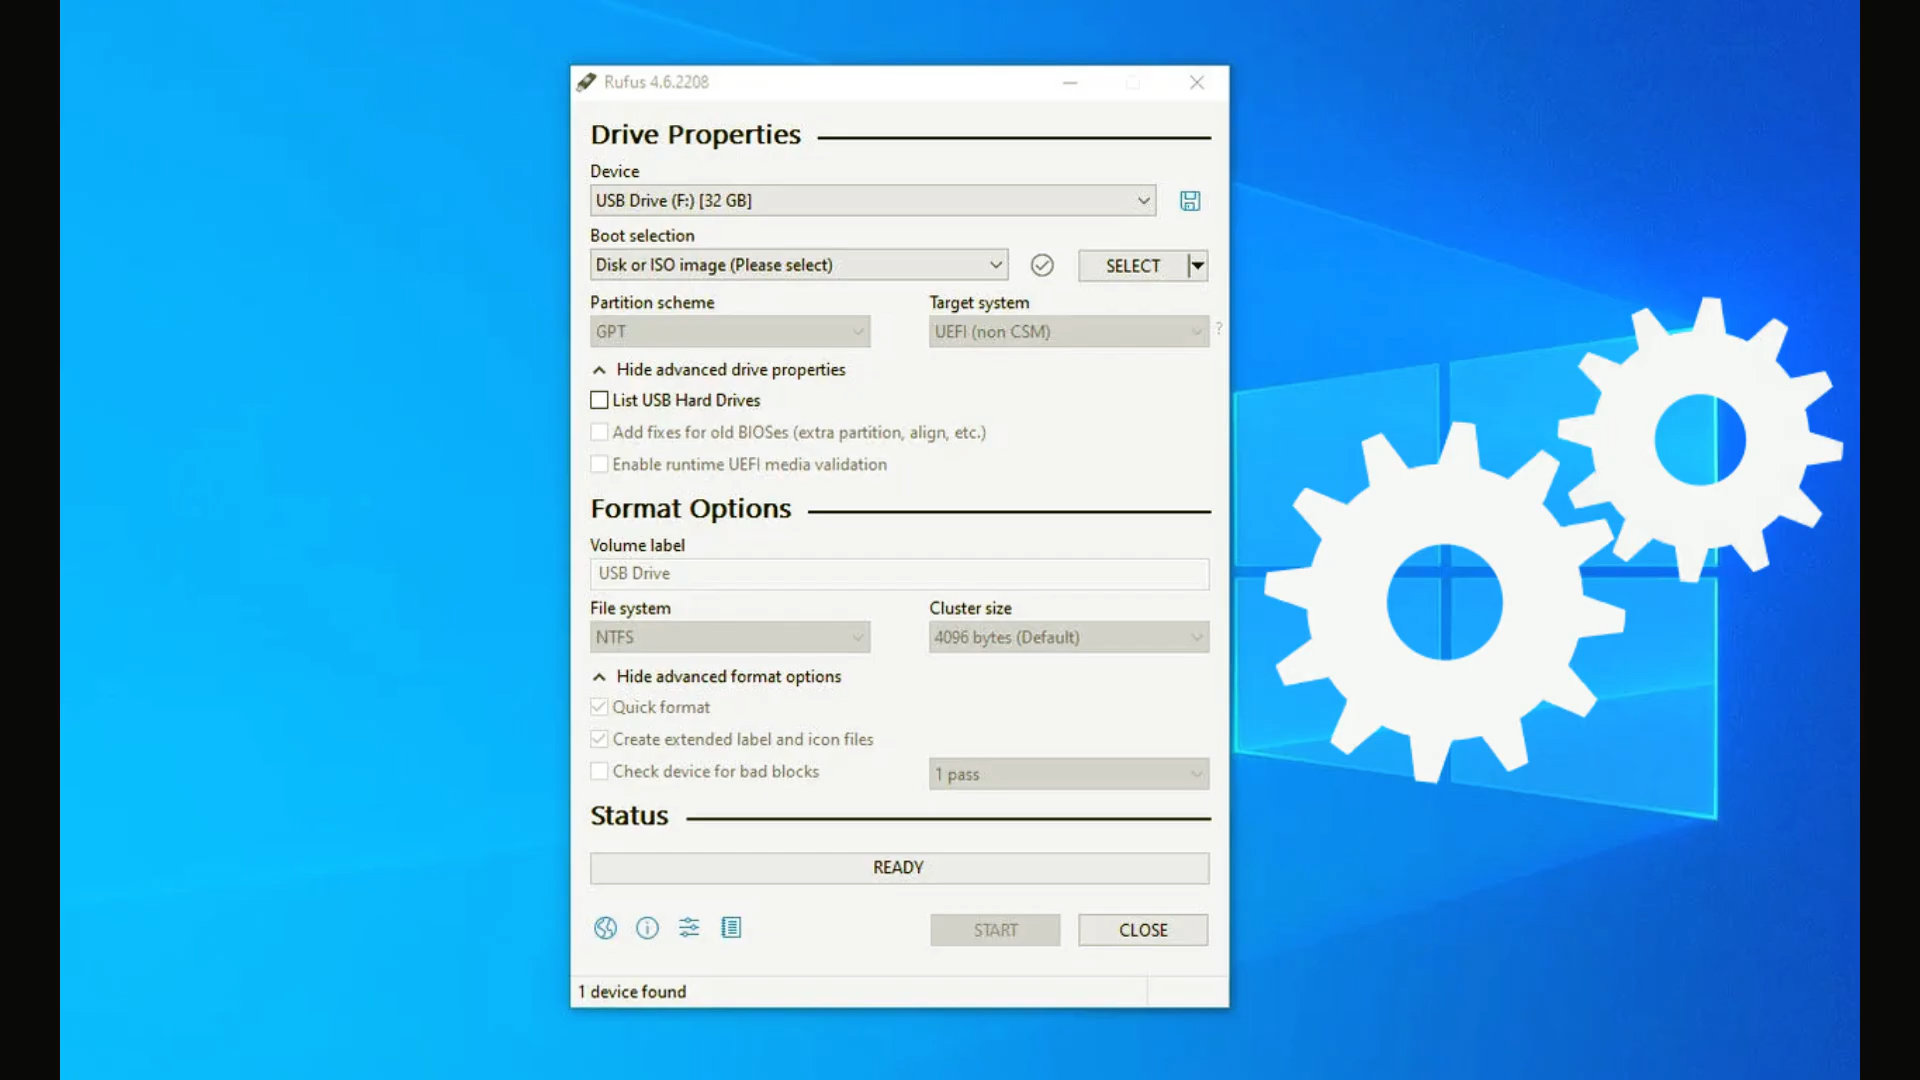 Rufus 4.6.2208
Drive Properties
Device
USB Drive (F:) [32 GB]
Boot selection
Disk or ISO image (Please select)
SELECT
Partition scheme
Target system
GPT
UEFI (non CSM)
?
Hide advanced drive properties
List USB Hard Drives
Add fixes for old BIOSes (extra partition, align, etc.)
Enable runtime UEFI media validation
Format Options
Volume label
USB Drive
File system
Cluster size
NTFS
4096 bytes (Default)
Hide advanced format options
Quick format
Create extended label and icon files
Check device for bad blocks
1 pass
Status
READY
START
CLOSE
1 device found